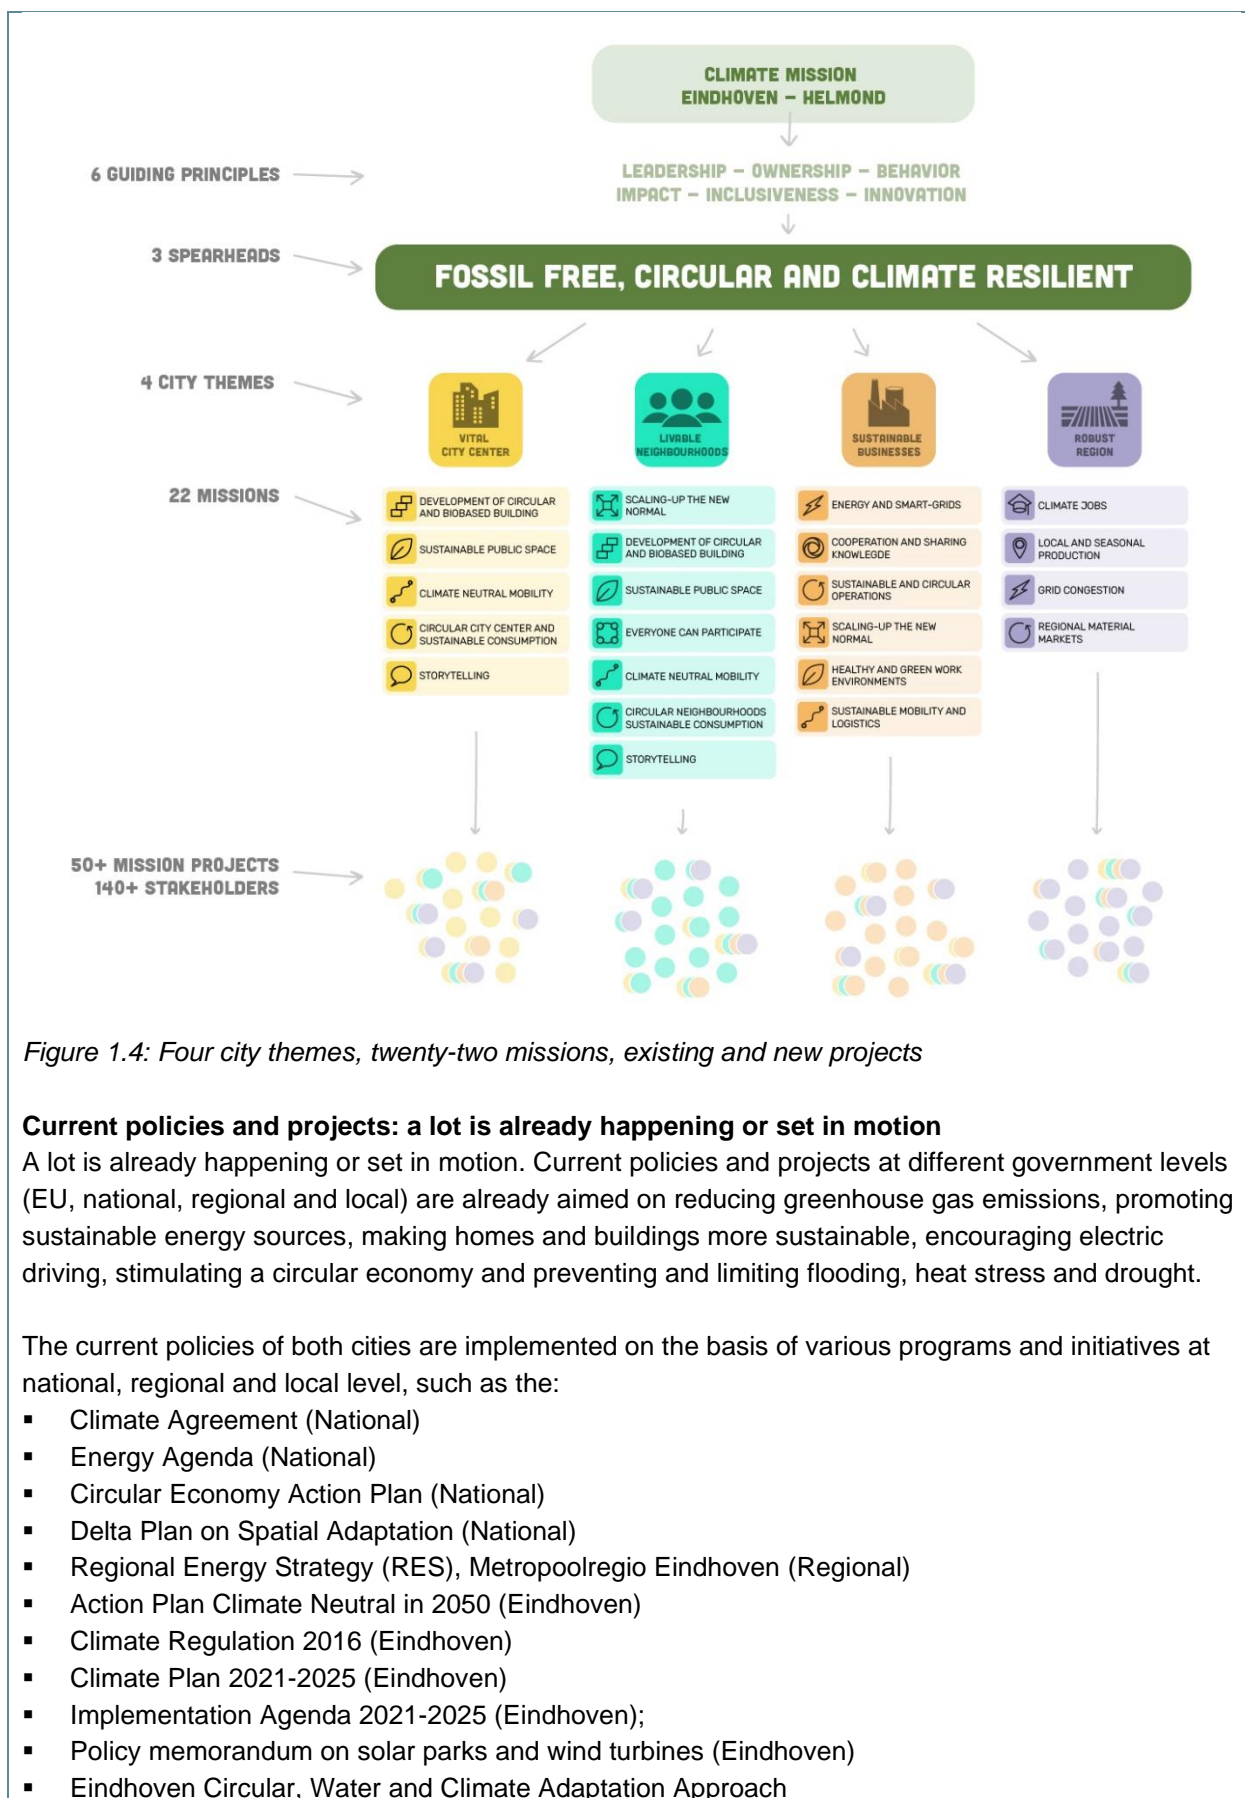 CLIMATE MISSION
EINDHOVEN – HELMOND
6 GUIDING PRINCIPLES
LEADERSHIP – OWNERSHIP – BEHAVIOR
IMPACT – INCLUSIVENESS – INNOVATION
3 SPEARHEADS
FOSSIL FREE, CIRCULAR AND CLIMATE RESILIENT
4 CITY THEMES
VITAL
CITY CENTER
LIVABLE
NEIGHBOURHOODS
SUSTAINABLE
BUSINESSES
ROBUST
REGION
22 MISSIONS
DEVELOPMENT OF CIRCULAR
AND BIOBASED BUILDING
SUSTAINABLE PUBLIC SPACE
CLIMATE NEUTRAL MOBILITY
CIRCULAR CITY CENTER AND
SUSTAINABLE CONSUMPTION
STORYTELLING
SCALING-UP THE NEW
NORMAL
DEVELOPMENT OF CIRCULAR
AND BIOBASED BUILDING
SUSTAINABLE PUBLIC SPACE
EVERYONE CAN PARTICIPATE
CLIMATE NEUTRAL MOBILITY
CIRCULAR NEIGHBOURHOODS
SUSTAINABLE CONSUMPTION
STORYTELLING
ENERGY AND SMART-GRIDS
COOPERATION AND SHARING
KNOWLEGDE
SUSTAINABLE AND CIRCULAR
OPERATIONS
SCALING-UP THE NEW
NORMAL
HEALTHY AND GREEN WORK
ENVIRONMENTS
SUSTAINABLE MOBILITY AND
LOGISTICS
CLIMATE JOBS
LOCAL AND SEASONAL
PRODUCTION
GRID CONGESTION
REGIONAL MATERIAL
MARKETS
50+ MISSION PROJECTS
140+ STAKEHOLDERS
Figure 1.4: Four city themes, twenty-two missions, existing and new projects
Current policies and projects: a lot is already happening or set in motion
A lot is already happening or set in motion. Current policies and projects at different government levels
(EU, national, regional and local) are already aimed on reducing greenhouse gas emissions, promoting
sustainable energy sources, making homes and buildings more sustainable, encouraging electric
driving, stimulating a circular economy and preventing and limiting flooding, heat stress and drought.
The current policies of both cities are implemented on the basis of various programs and initiatives at
national, regional and local level, such as the:
▪ Climate Agreement (National)
▪ Energy Agenda (National)
▪ Circular Economy Action Plan (National)
▪ Delta Plan on Spatial Adaptation (National)
▪ Regional Energy Strategy (RES), Metropoolregio Eindhoven (Regional)
▪ Action Plan Climate Neutral in 2050 (Eindhoven)
▪ Climate Regulation 2016 (Eindhoven)
▪ Climate Plan 2021-2025 (Eindhoven)
▪ Implementation Agenda 2021-2025 (Eindhoven);
▪ Policy memorandum on solar parks and wind turbines (Eindhoven)
▪ Eindhoven Circular, Water and Climate Adaptation Approach